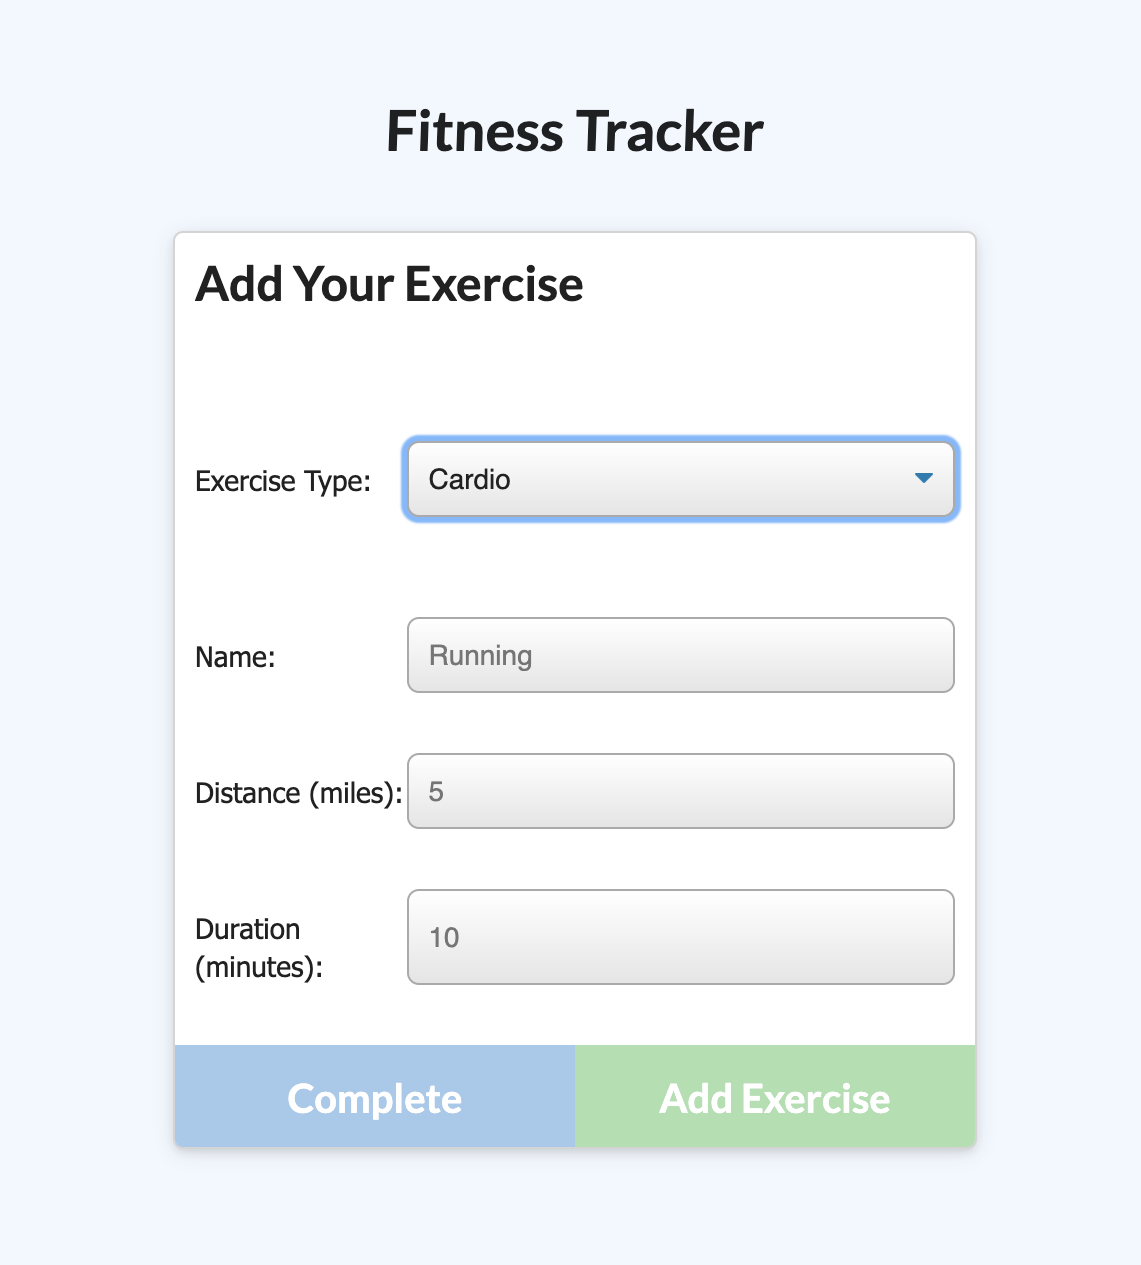 Fitness Tracker
Add Your Exercise
Exercise Type: Cardio
Name: Running
Distance (miles): 5
Duration
(minutes): 10
Complete Add Exercise